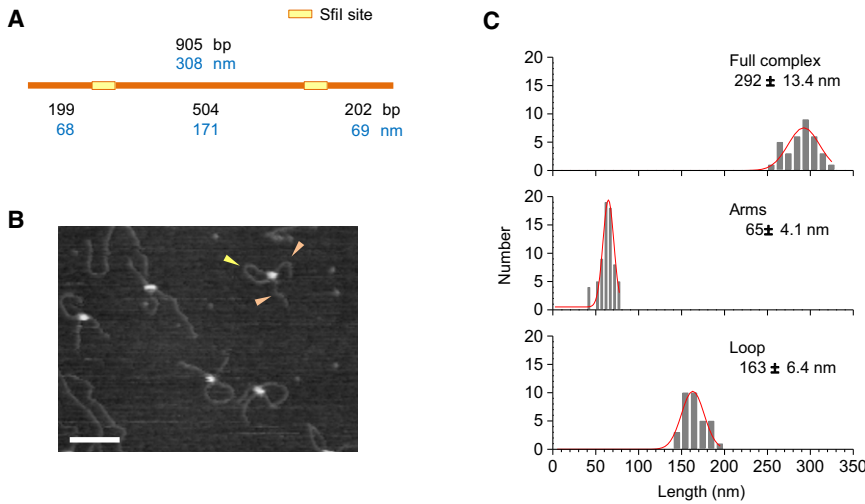 A
SfiI site
905 bp
308 nm
199 504 202 bp
68 171 69 nm
B
C
Full complex
292 ± 13.4 nm
20
15
10
5
0
Arms
65± 4.1 nm
20
15
10
5
0
Number
Loop
163 ± 6.4 nm
20
15
10
5
0
0 50 100 150 200 250 300 350
Length (nm)